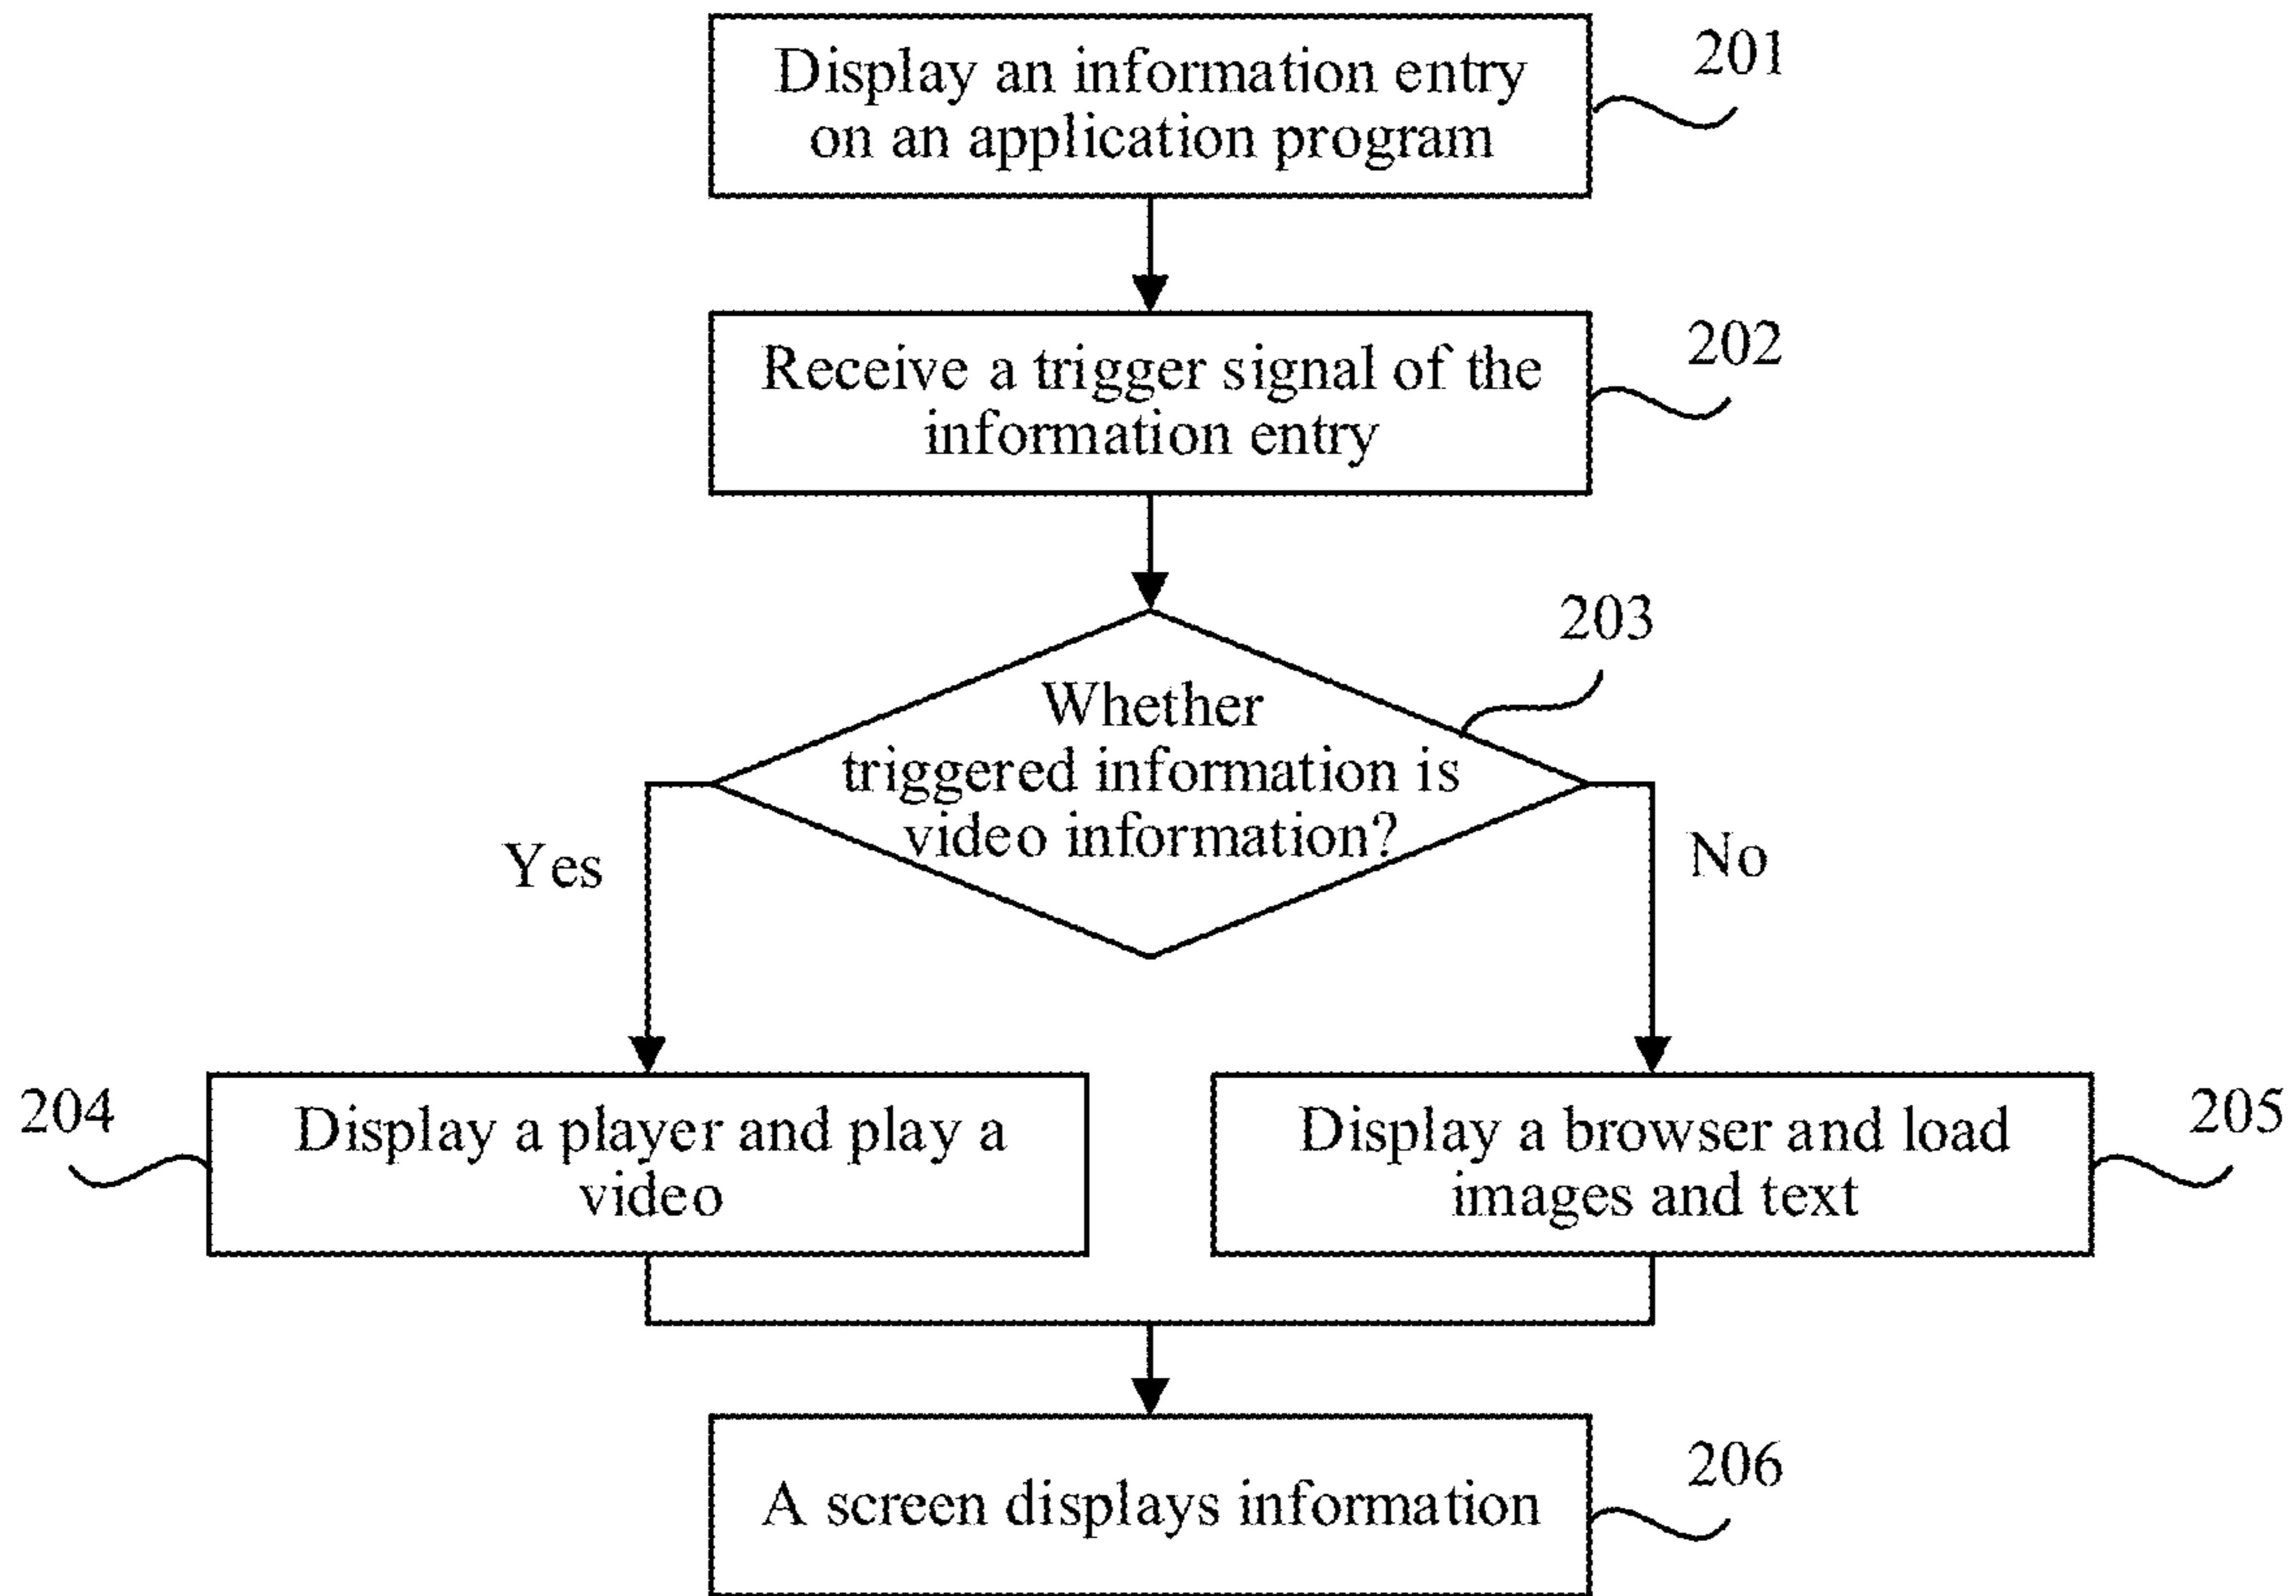 Display an information entry
on an application program
201
Receive a trigger signal of the
information entry
202
203
Whether
triggered information is
video information?
Yes
No
204
Display a player and play a
video
Display a browser and load
images and text
205
A screen displays information
206